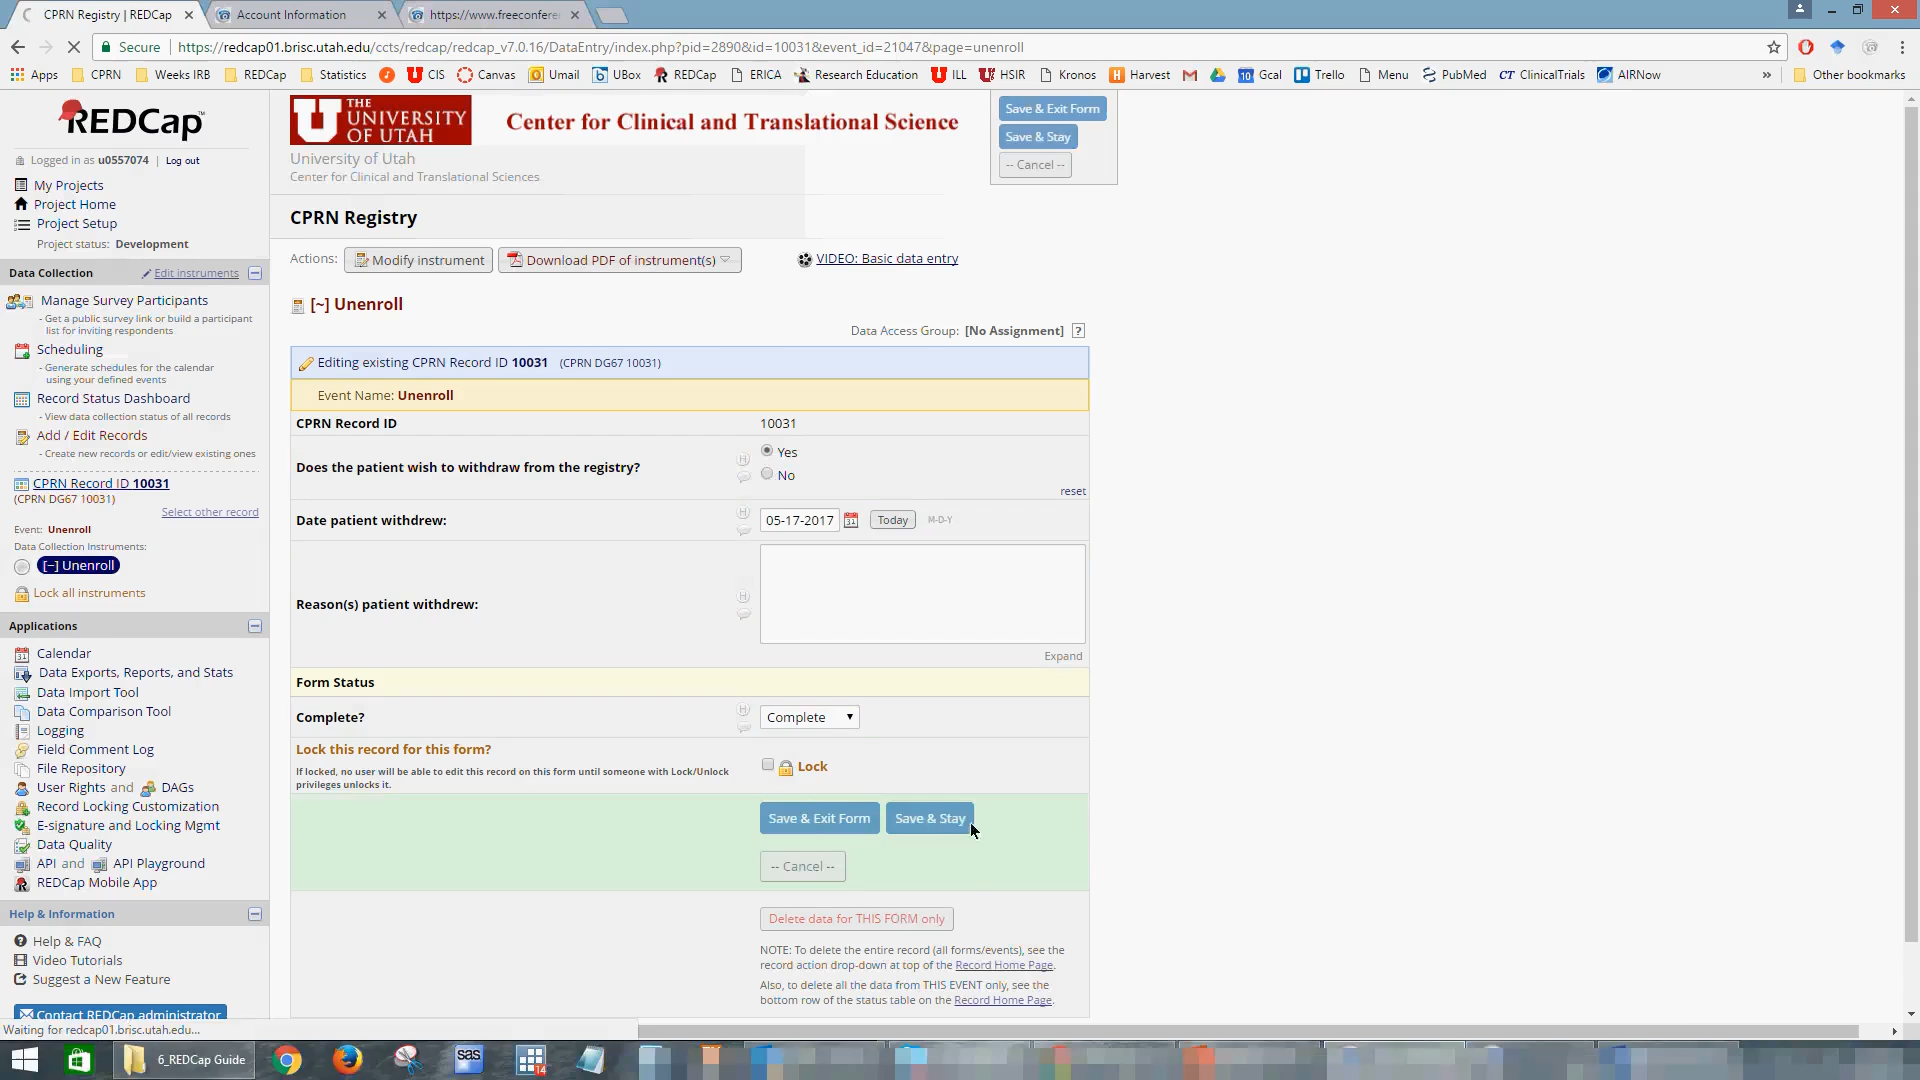 CPRN Registry | REDCap
Account Information
https://www.freeconfere
Secure
https://redcap01.brisc.utah.edu/ccts/redcap/redcap_v7.0.16/DataEntry/index.php?pid=2890&id=10031&event_id=21047&page=unenroll
Apps CPRN Weeks IRB REDCap Statistics CIS Canvas Umail UBox REDCap ERICA Research Education ILL HSIR Kronos Harvest Gcal Trello Menu PubMed CT ClinicalTrials AIRNow » Other bookmarks
REDCap
Logged in as u0557074 | Log out
My Projects
Project Home
Project Setup
Project status: Development
Data Collection Edit instruments
Manage Survey Participants
- Get a public survey link or build a participant
list for inviting respondents
Scheduling
- Generate schedules for the calendar
using your defined events
Record Status Dashboard
- View data collection status of all records
Add / Edit Records
- Create new records or edit/view existing ones
CPRN Record ID 10031
(CPRN DG67 10031)
Select other record
Event: Unenroll
Data Collection Instruments:
[~] Unenroll
Lock all instruments
Applications
Calendar
Data Exports, Reports, and Stats
Data Import Tool
Data Comparison Tool
Logging
Field Comment Log
File Repository
User Rights and DAGs
Record Locking Customization
E-signature and Locking Mgmt
Data Quality
API and API Playground
REDCap Mobile App
Help & Information
Help & FAQ
Video Tutorials
Suggest a New Feature
Contact REDCap administrator
Waiting for redcap01.brisc.utah.edu...
THE
UNIVERSITY
OF UTAH
Center for Clinical and Translational Science
University of Utah
Center for Clinical and Translational Sciences
Save & Exit Form
Save & Stay
-- Cancel --
CPRN Registry
Actions: Modify instrument Download PDF of instrument(s) VIDEO: Basic data entry
[~] Unenroll
Data Access Group: [No Assignment] ?
Editing existing CPRN Record ID 10031 (CPRN DG67 10031)
Event Name: Unenroll
CPRN Record ID 10031
Does the patient wish to withdraw from the registry? H
Yes
No
reset
Date patient withdrew: H 05-17-2017 31 Today M-D-Y
Reason(s) patient withdrew: H
Expand
Form Status
Complete? H Complete
Lock this record for this form?
If locked, no user will be able to edit this record on this form until someone with Lock/Unlock
privileges unlocks it.
Lock
Save & Exit Form Save & Stay
-- Cancel --
Delete data for THIS FORM only
NOTE: To delete the entire record (all forms/events), see the
record action drop-down at top of the Record Home Page.
Also, to delete all the data from THIS EVENT only, see the
bottom row of the status table on the Record Home Page.
6_REDCap Guide
sas
14